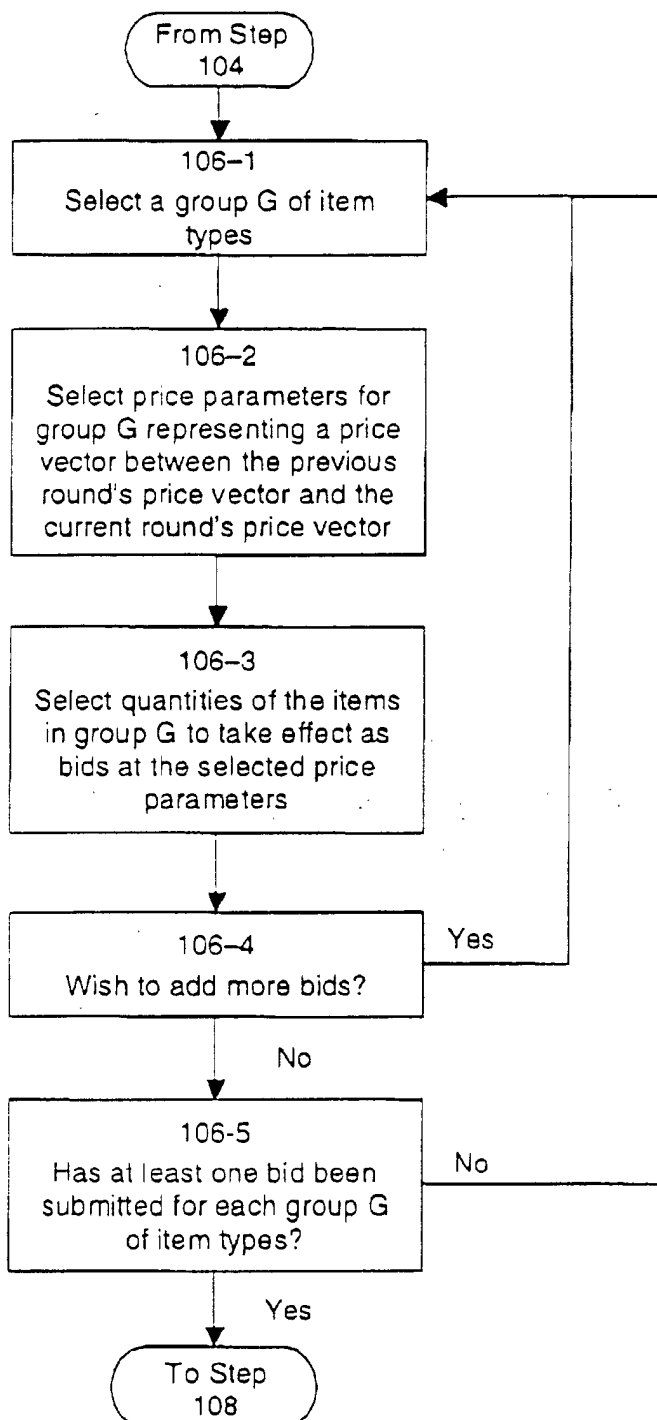 From Step
104
106–1
Select a group G of item
types
106–2
Select price parameters for
group G representing a price
vector between the previous
round's price vector and the
current round's price vector
106–3
Select quantities of the items
in group G to take effect as
bids at the selected price
parameters
106–4
Wish to add more bids?
Yes
No
106-5
Has at least one bid been
submitted for each group G
of item types?
No
Yes
To Step
108